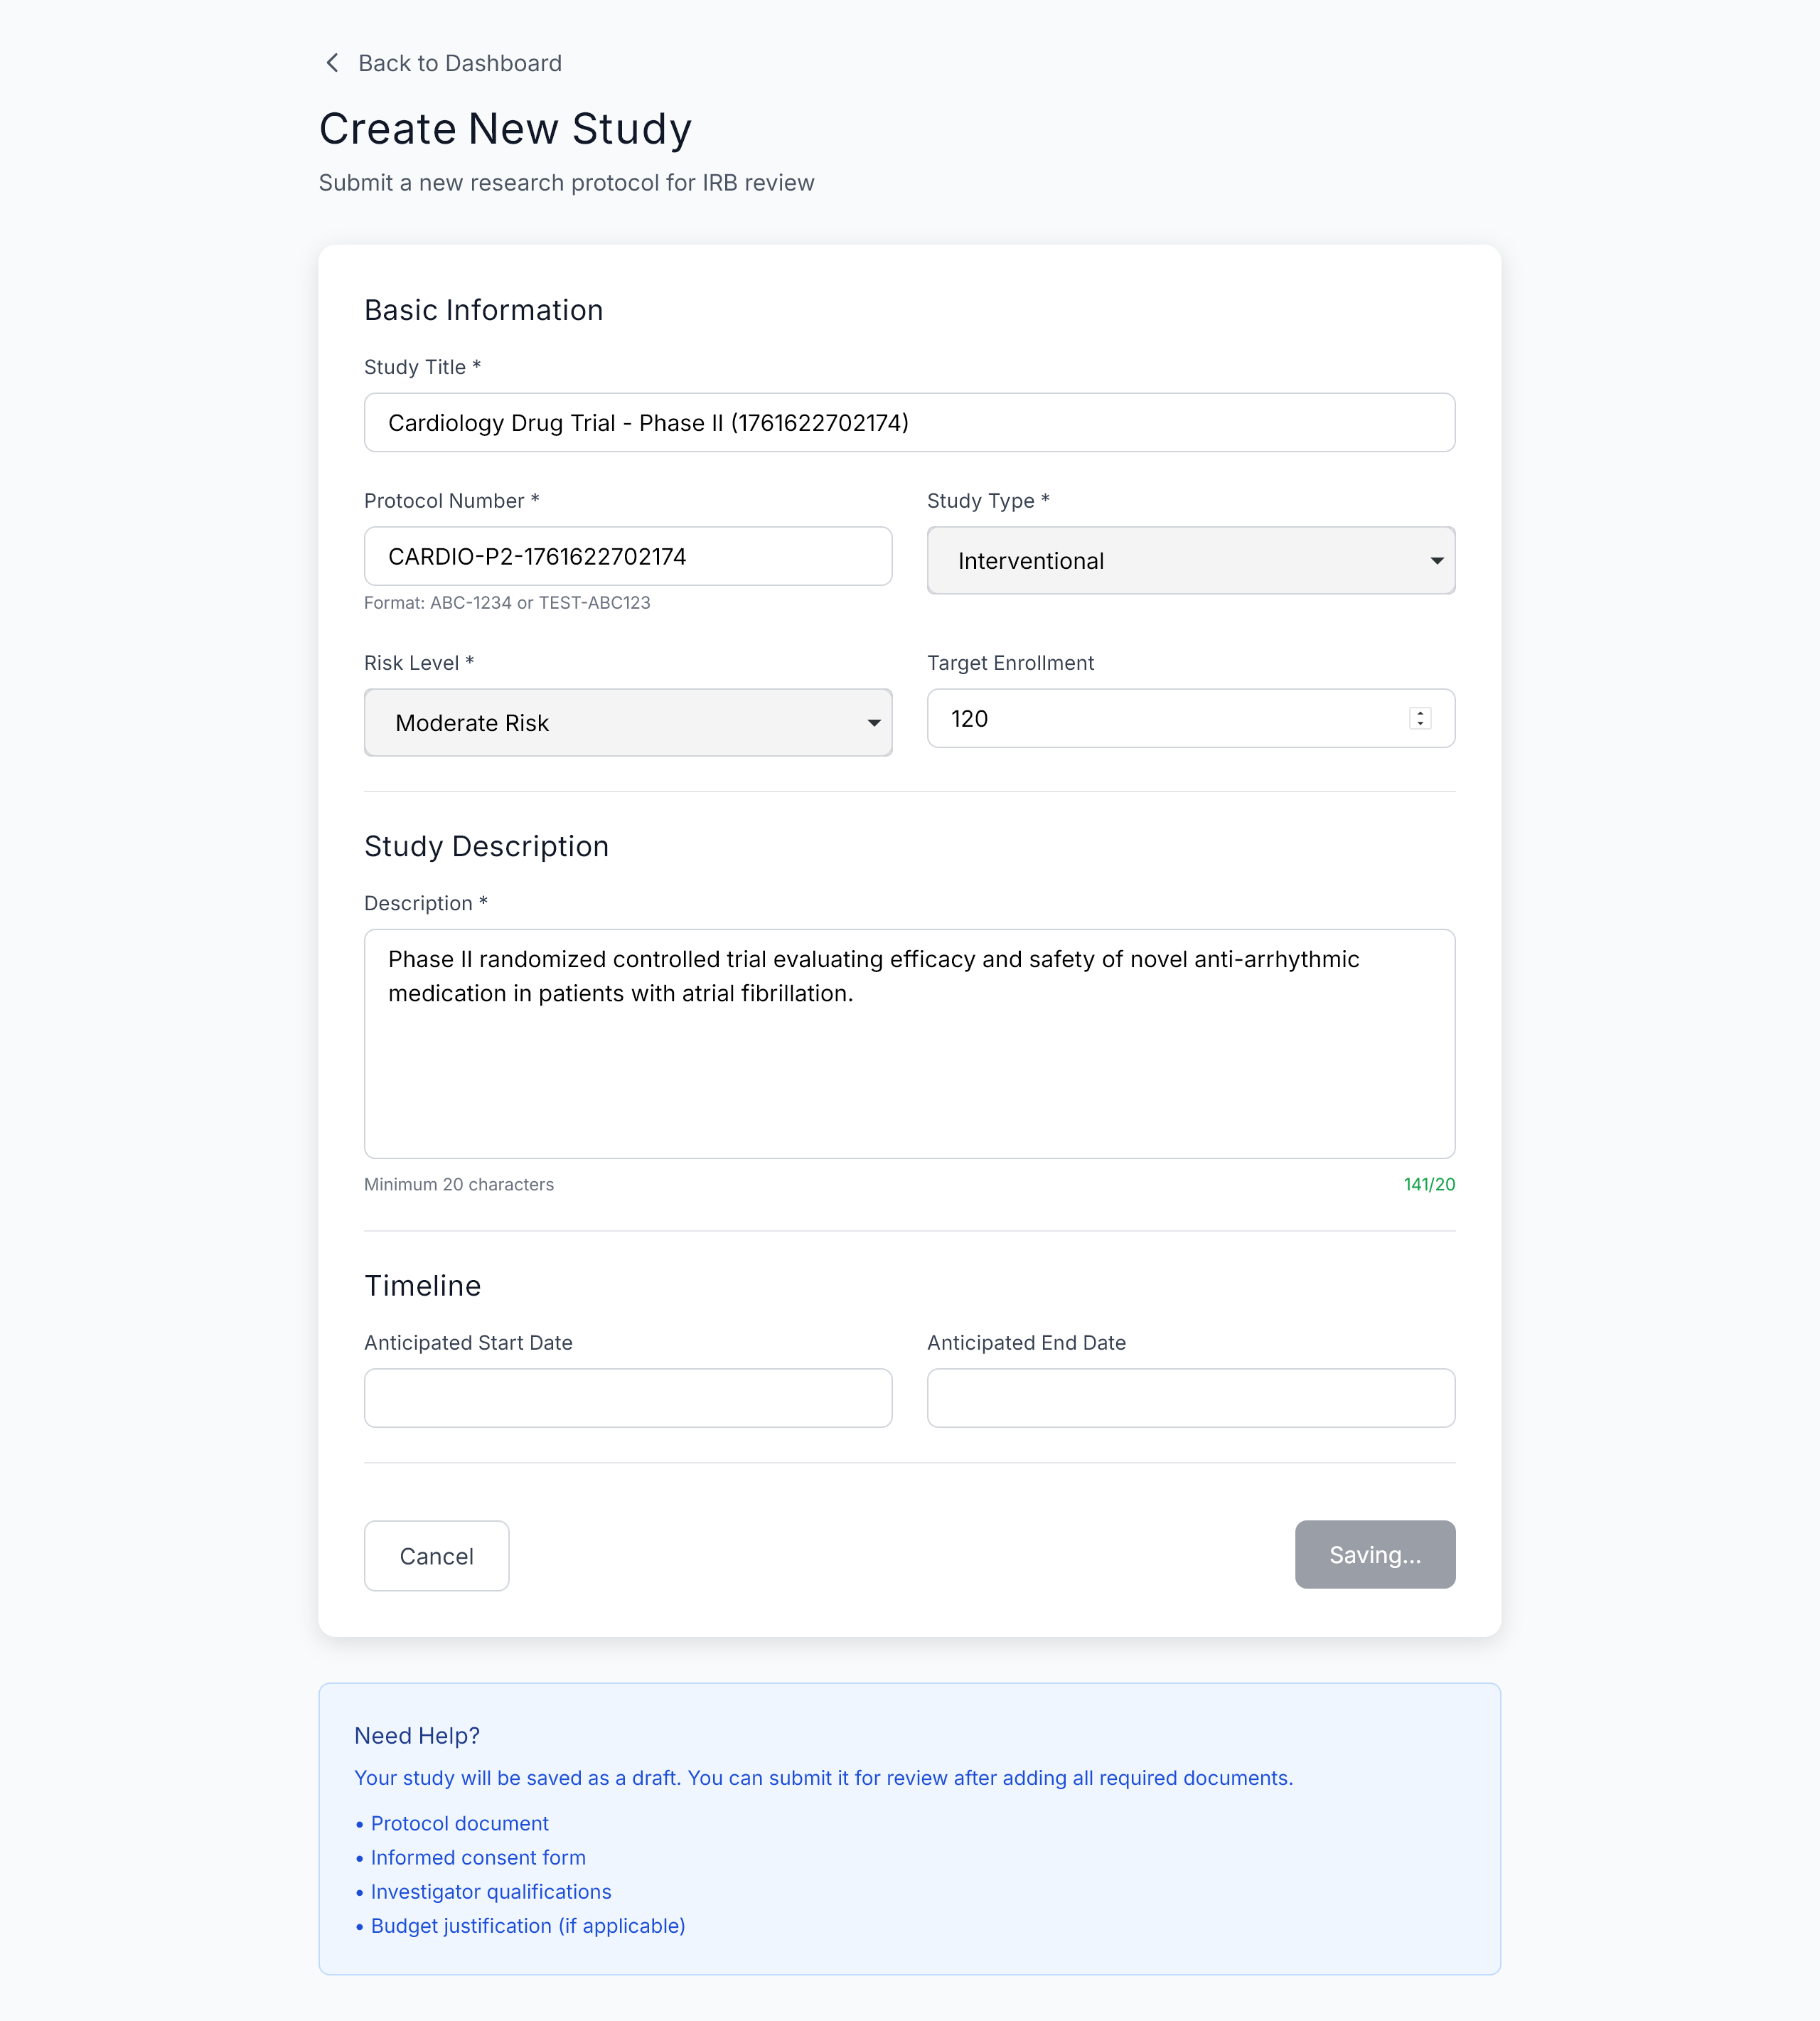 Back to Dashboard
Create New Study
Submit a new research protocol for IRB review
Basic Information
Study Title *
Cardiology Drug Trial - Phase II (1761622702174)
Protocol Number *
Study Type *
CARDIO-P2-1761622702174
Interventional
Format: ABC-1234 or TEST-ABC123
Risk Level *
Target Enrollment
Moderate Risk
120
Study Description
Description *
Phase II randomized controlled trial evaluating efficacy and safety of novel anti-arrhythmic
medication in patients with atrial fibrillation.
Minimum 20 characters
141/20
Timeline
Anticipated Start Date
Anticipated End Date
Cancel
Saving...
Need Help?
Your study will be saved as a draft. You can submit it for review after adding all required documents.
• Protocol document
• Informed consent form
• Investigator qualifications
• Budget justification (if applicable)